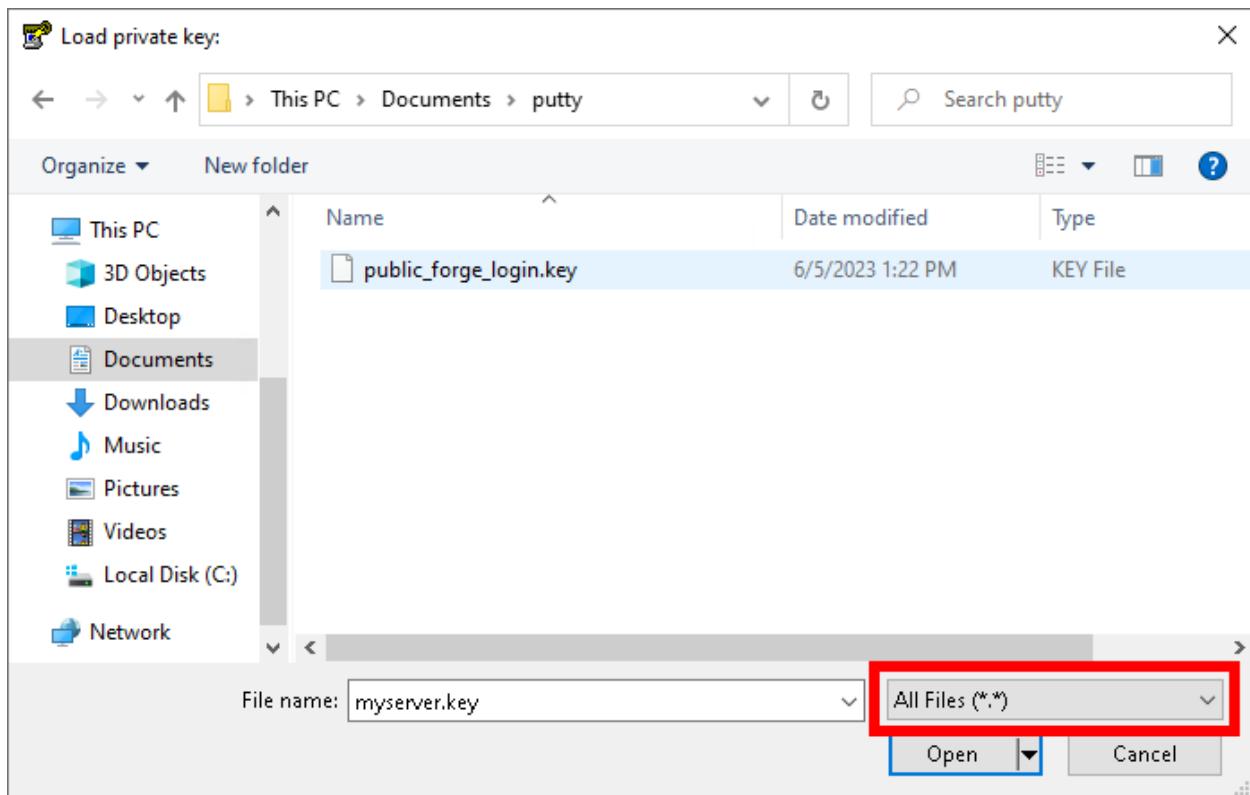 Load private key:
This PC > Documents > putty
Search putty
Organize
New folder
Name
Date modified
Type
public_forge_login.key
6/5/2023 1:22 PM
KEY File
This PC
3D Objects
Desktop
Documents
Downloads
Music
Pictures
Videos
Local Disk (C:)
Network
File name:
myserver.key
All Files (*.*)
Open
Cancel